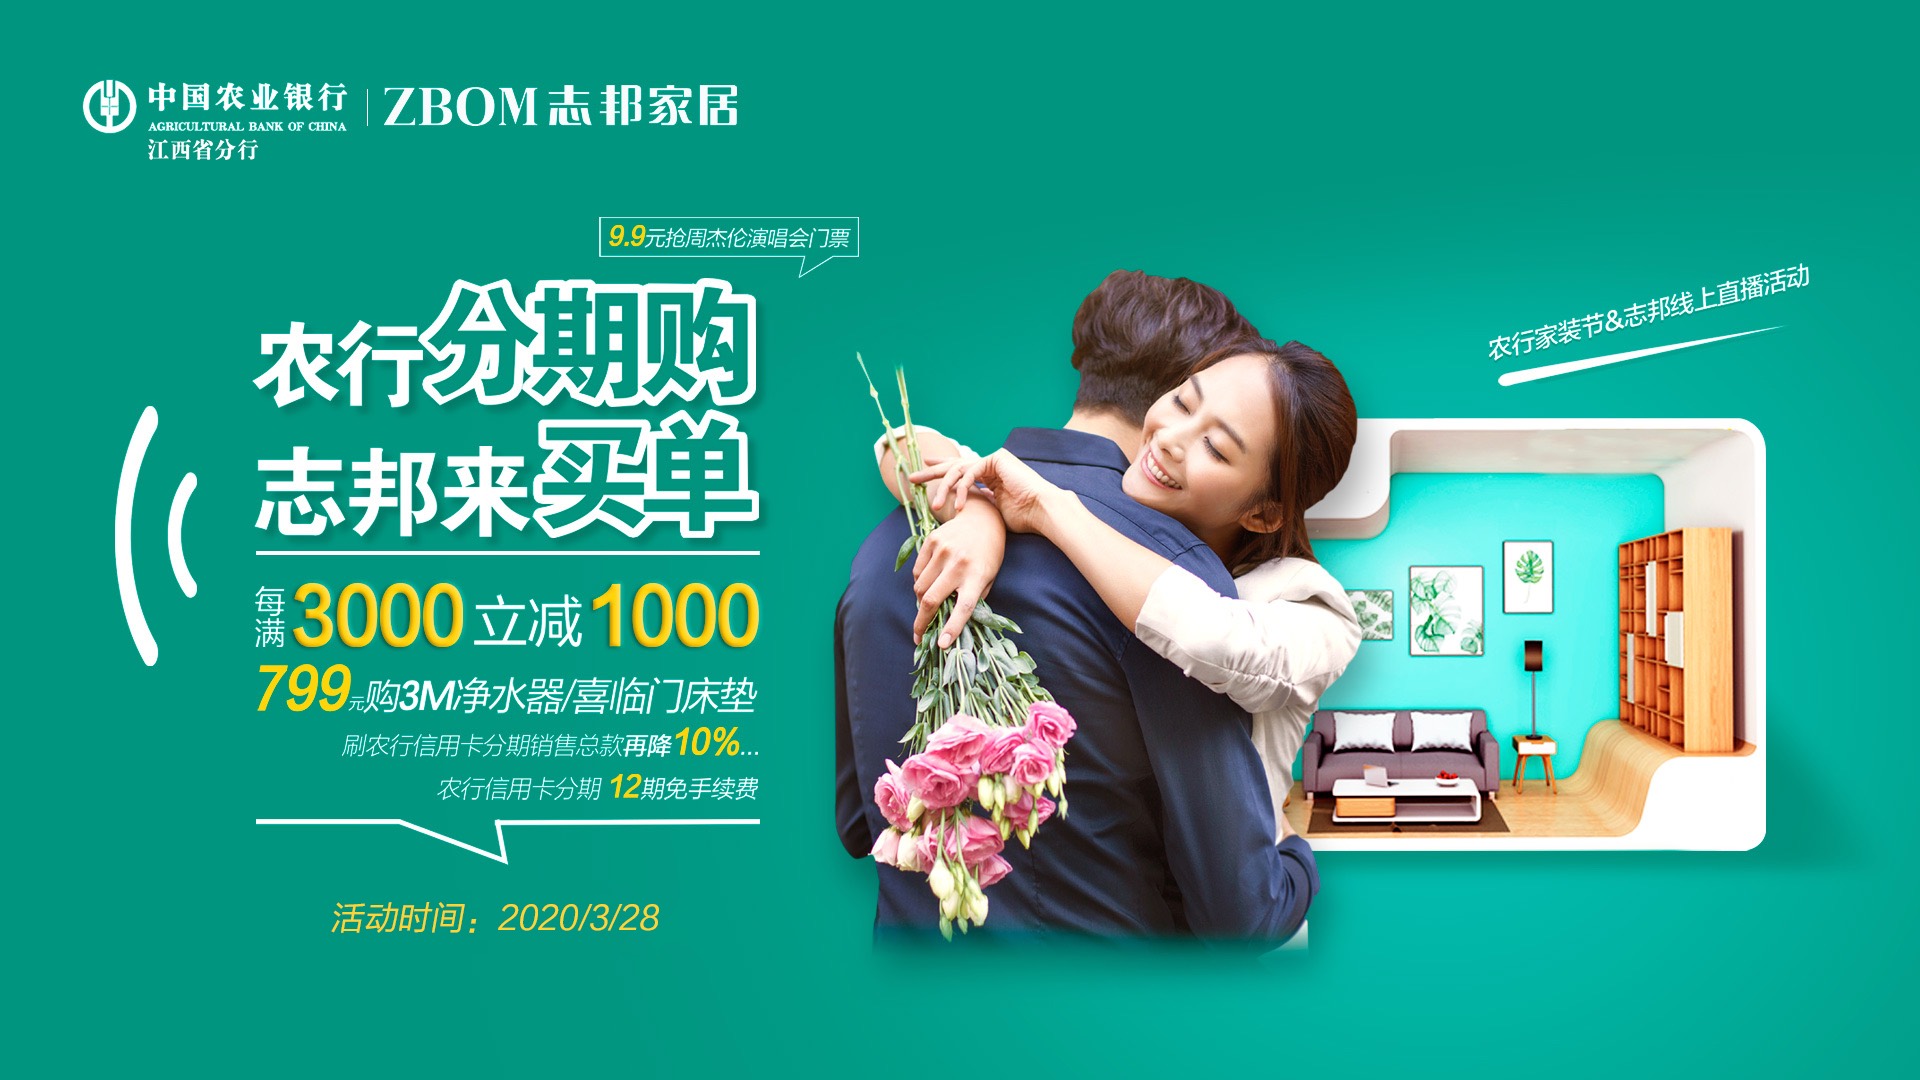 中国农业银行
AGRICULTURAL BANK OF CHINA
江西省分行
ZBOM志邦家居
9.9元抢周杰伦演唱会门票
农行分期购
志邦来买单
每满3000立减1000
799元购3M净水器/喜临门床垫
刷农行信用卡分期销售总款再降10%...
农行信用卡分期 12期免手续费
活动时间：2020/3/28
农行家装节&志邦线上直播活动